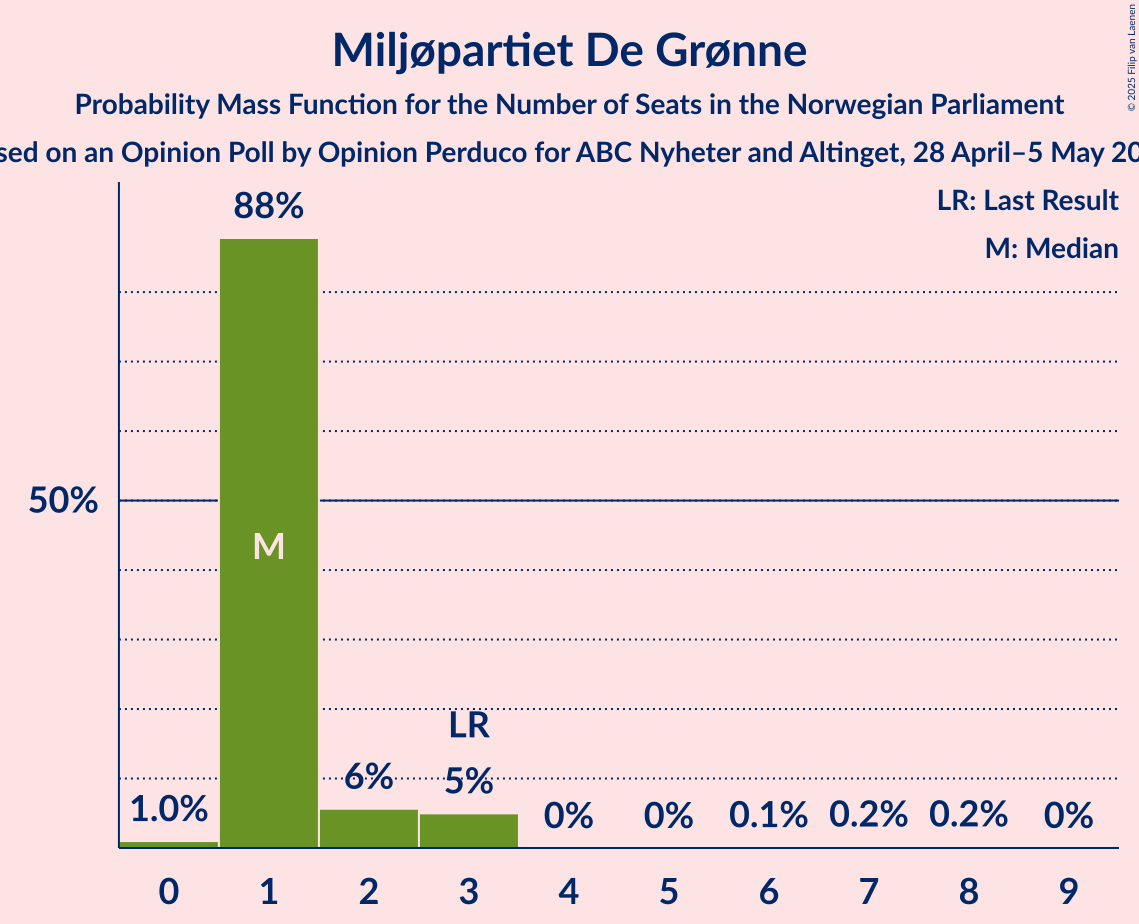 Miljøpartiet De Grønne
Probability Mass Function for the Number of Seats in the Norwegian Parliament
sed on an Opinion Poll by Opinion Perduco for ABC Nyheter and Altinget, 28 April–5 May 20
© 2025 Filip van Laenen
LR: Last Result
M: Median
88%
50%
M
LR
1.0% 6% 5% 0% 0% 0.1% 0.2% 0.2% 0%
0 1 2 3 4 5 6 7 8 9